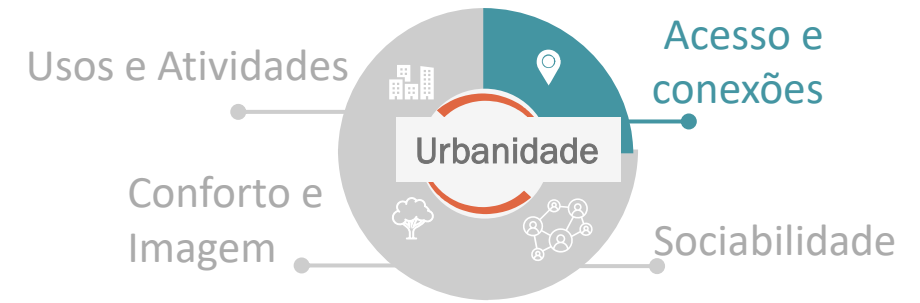 Usos e Atividades
Acesso e
conexões
Urbanidade
Conforto e
Imagem
Sociabilidade